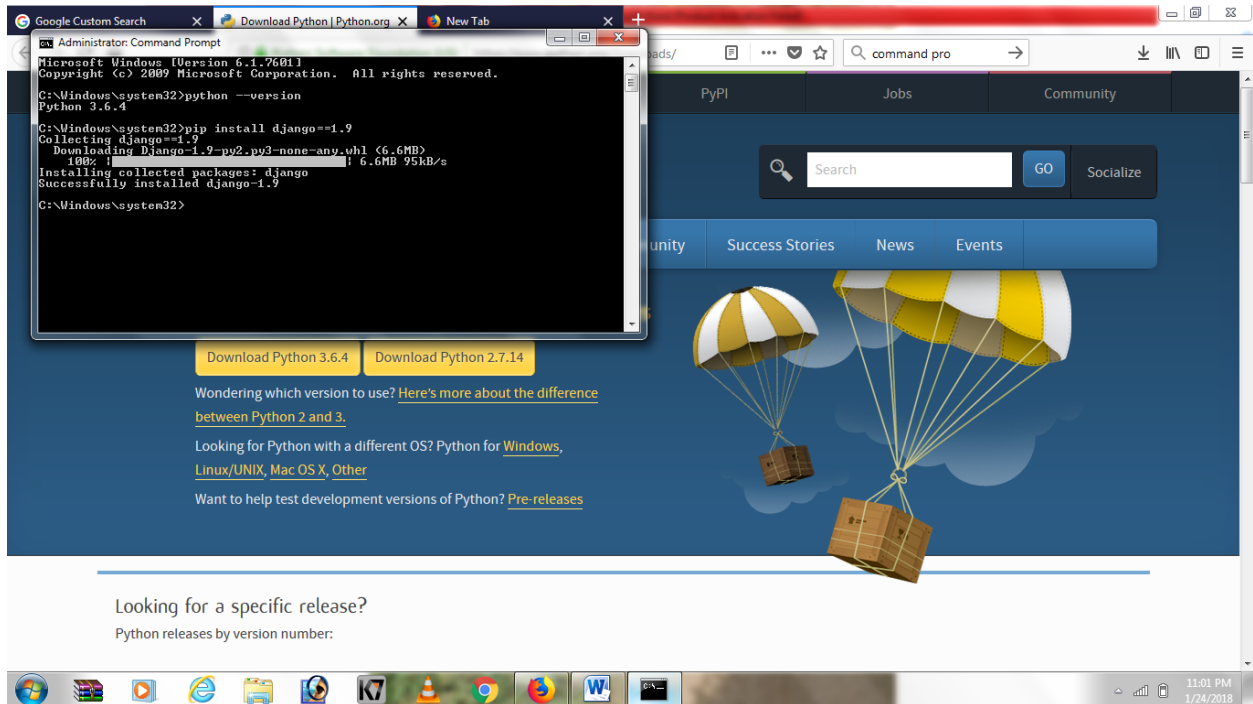 Google Custom Search
Download Python | Python.org
New Tab
Administrator: Command Prompt
Microsoft Windows [Version 6.1.7601]
Copyright (c) 2009 Microsoft Corporation.  All rights reserved.
C:\Windows\system32>python --version
Python 3.6.4
C:\Windows\system32>pip install django==1.9
Collecting django==1.9
Downloading Django-1.9-py2.py3-none-any.whl (6.6MB)
100% 6.6MB 95kB/s
Installing collected packages: django
Successfully installed django-1.9
C:\Windows\system32>
ads/
command pro
PyPI Jobs Community
Search GO Socialize
unity Success Stories News Events
Download Python 3.6.4 Download Python 2.7.14
Wondering which version to use? Here's more about the difference
between Python 2 and 3.
Looking for Python with a different OS? Python for Windows,
Linux/UNIX, Mac OS X, Other
Want to help test development versions of Python? Pre-releases
Looking for a specific release?
Python releases by version number:
K7
W
C:\
11:01 PM
1/24/2018